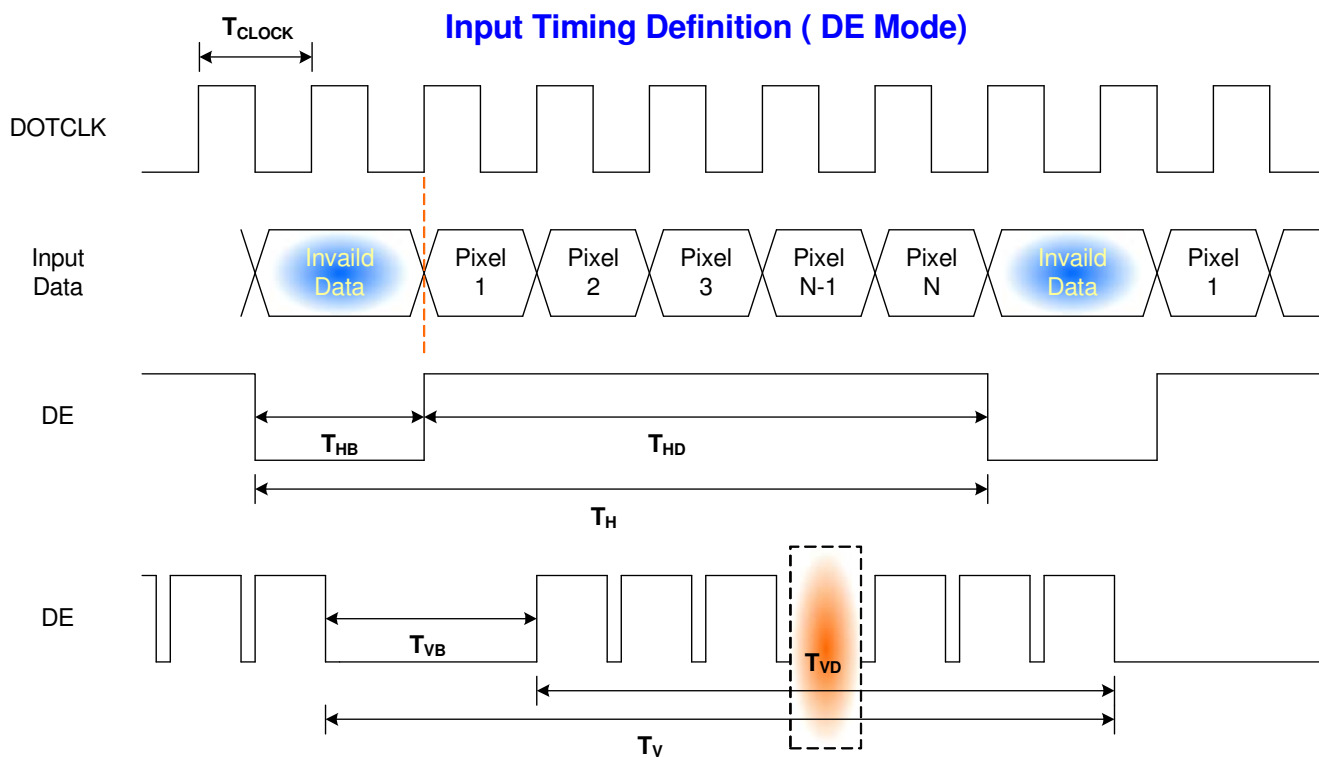 Input Timing Definition ( DE Mode)
TCLOCK
DOTCLK
Input
Data
Invaild
Data
Pixel
1
Pixel
2
Pixel
3
Pixel
N-1
Pixel
N
Invaild
Data
Pixel
1
DE
THB
THD
TH
DE
TVB
TVD
TV